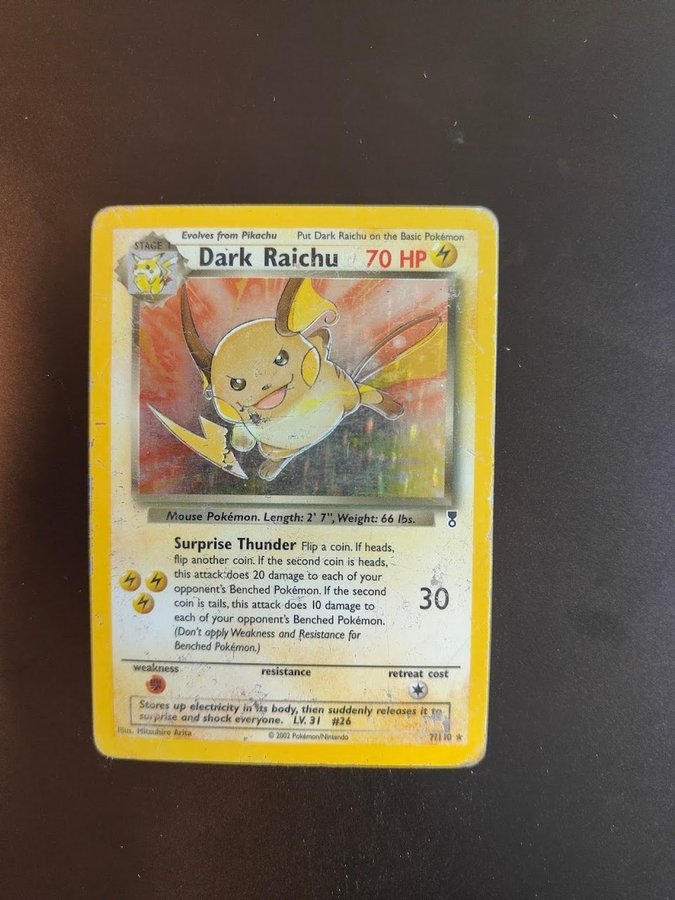 Evolves from Pikachu Put Dark Raichu on the Basic Pokémon
STAGE 1
Dark Raichu 70 HP
Mouse Pokémon. Length: 2' 7", Weight: 66 lbs.
Surprise Thunder Flip a coin. If heads,
flip another coin. If the second coin is heads,
this attack does 20 damage to each of your
opponent's Benched Pokémon. If the second
coin is tails, this attack does 10 damage to
each of your opponent's Benched Pokémon.
(Don't apply Weakness and Resistance for
Benched Pokémon.)
30
weakness resistance retreat cost
Stores up electricity in its body, then suddenly releases it to
surprise and shock everyone. LV. 31 #26
Illus. Mitsuhiro Arita © 2002 Pokémon/Nintendo 7/110